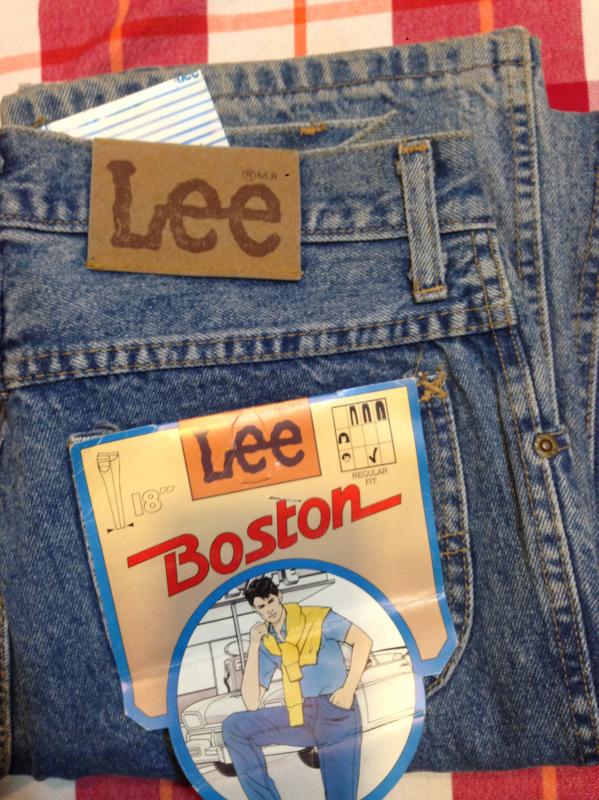 Lee
® M.R
Lee
18"
REGULAR
FIT
Boston